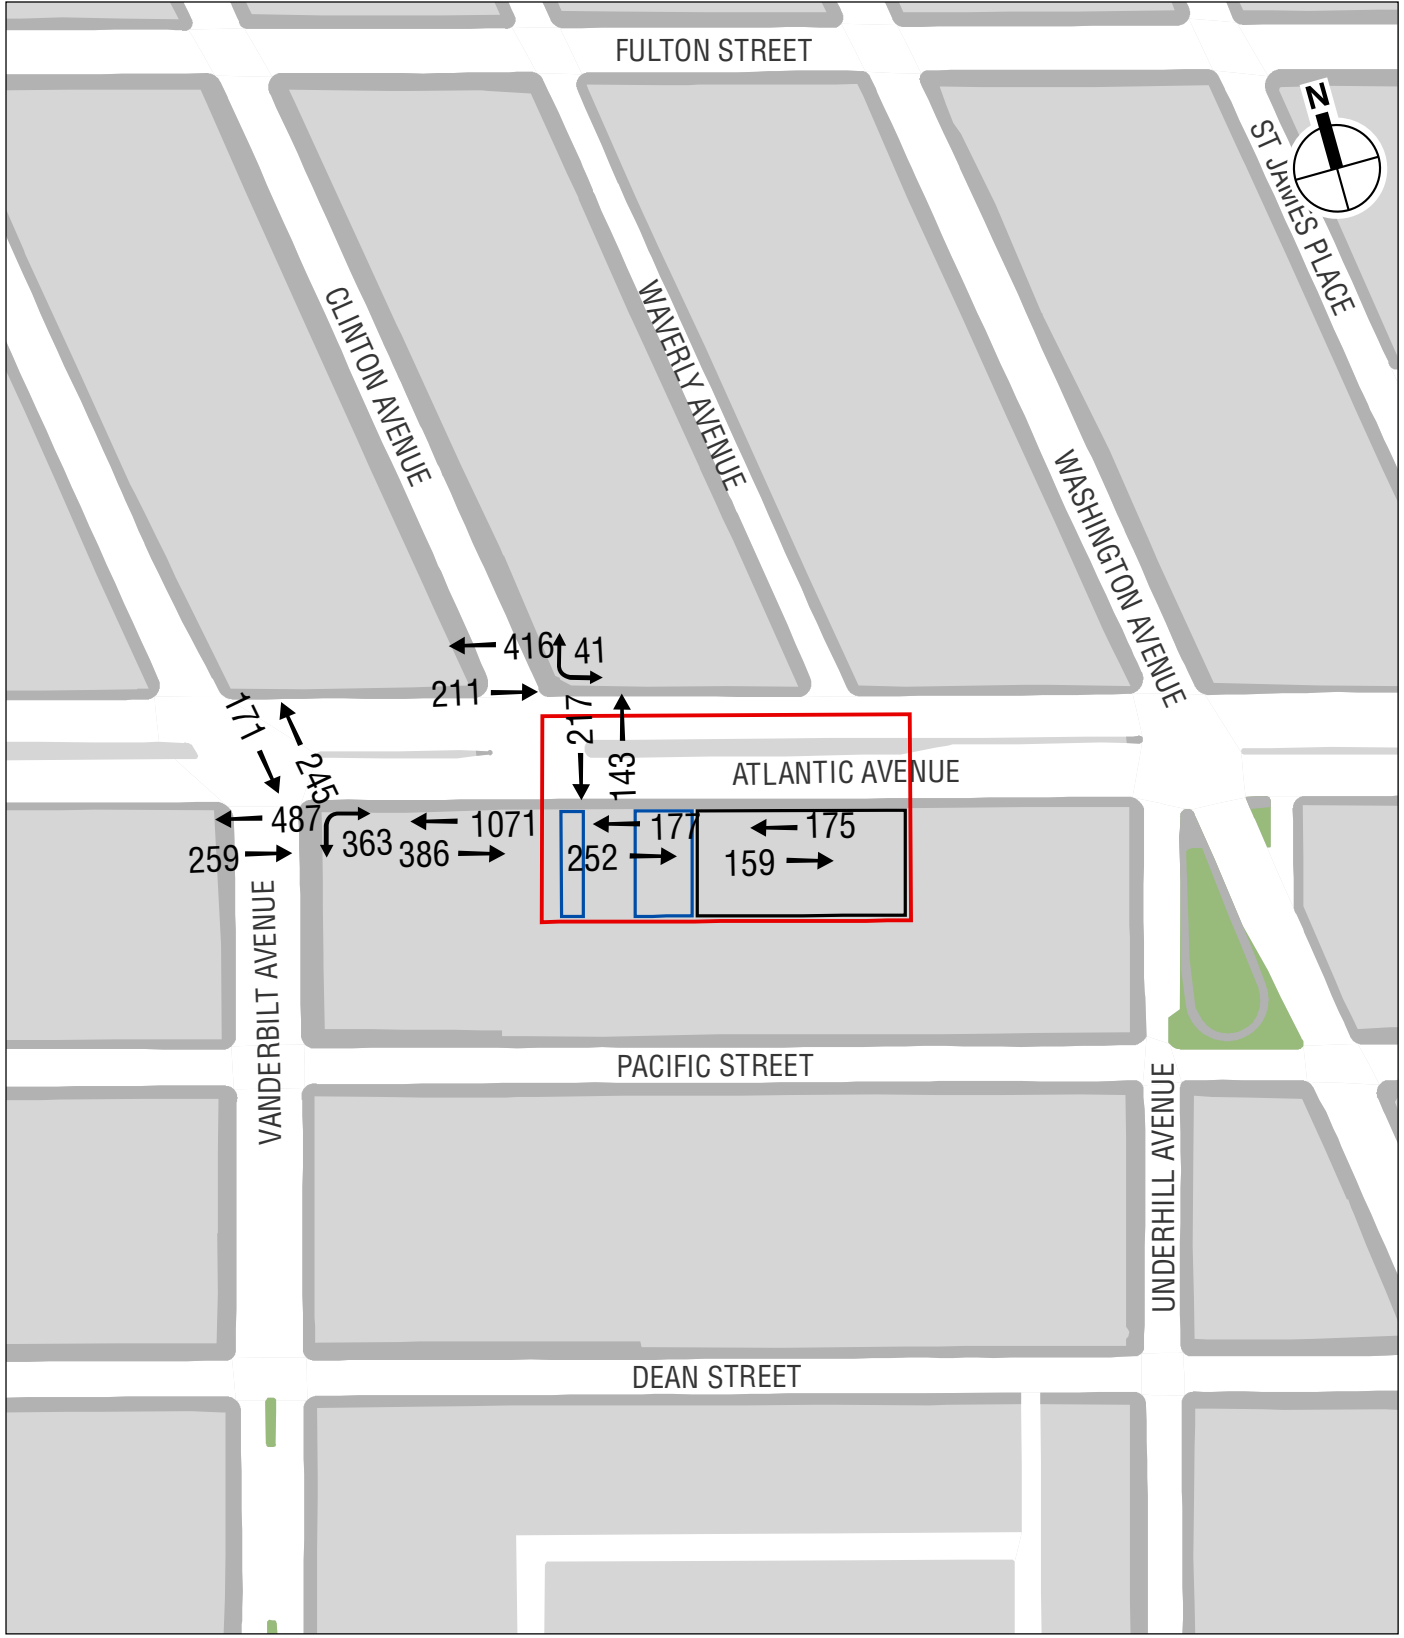 FULTON STREET
N
ST JAMES PLACE
CLINTON AVENUE
WAVERLY AVENUE
WASHINGTON AVENUE
416
41
211
217
171
245
143
ATLANTIC AVENUE
487
1071
177
175
363
386
252
159
259
VANDERBILT AVENUE
PACIFIC STREET
UNDERHILL AVENUE
DEAN STREET